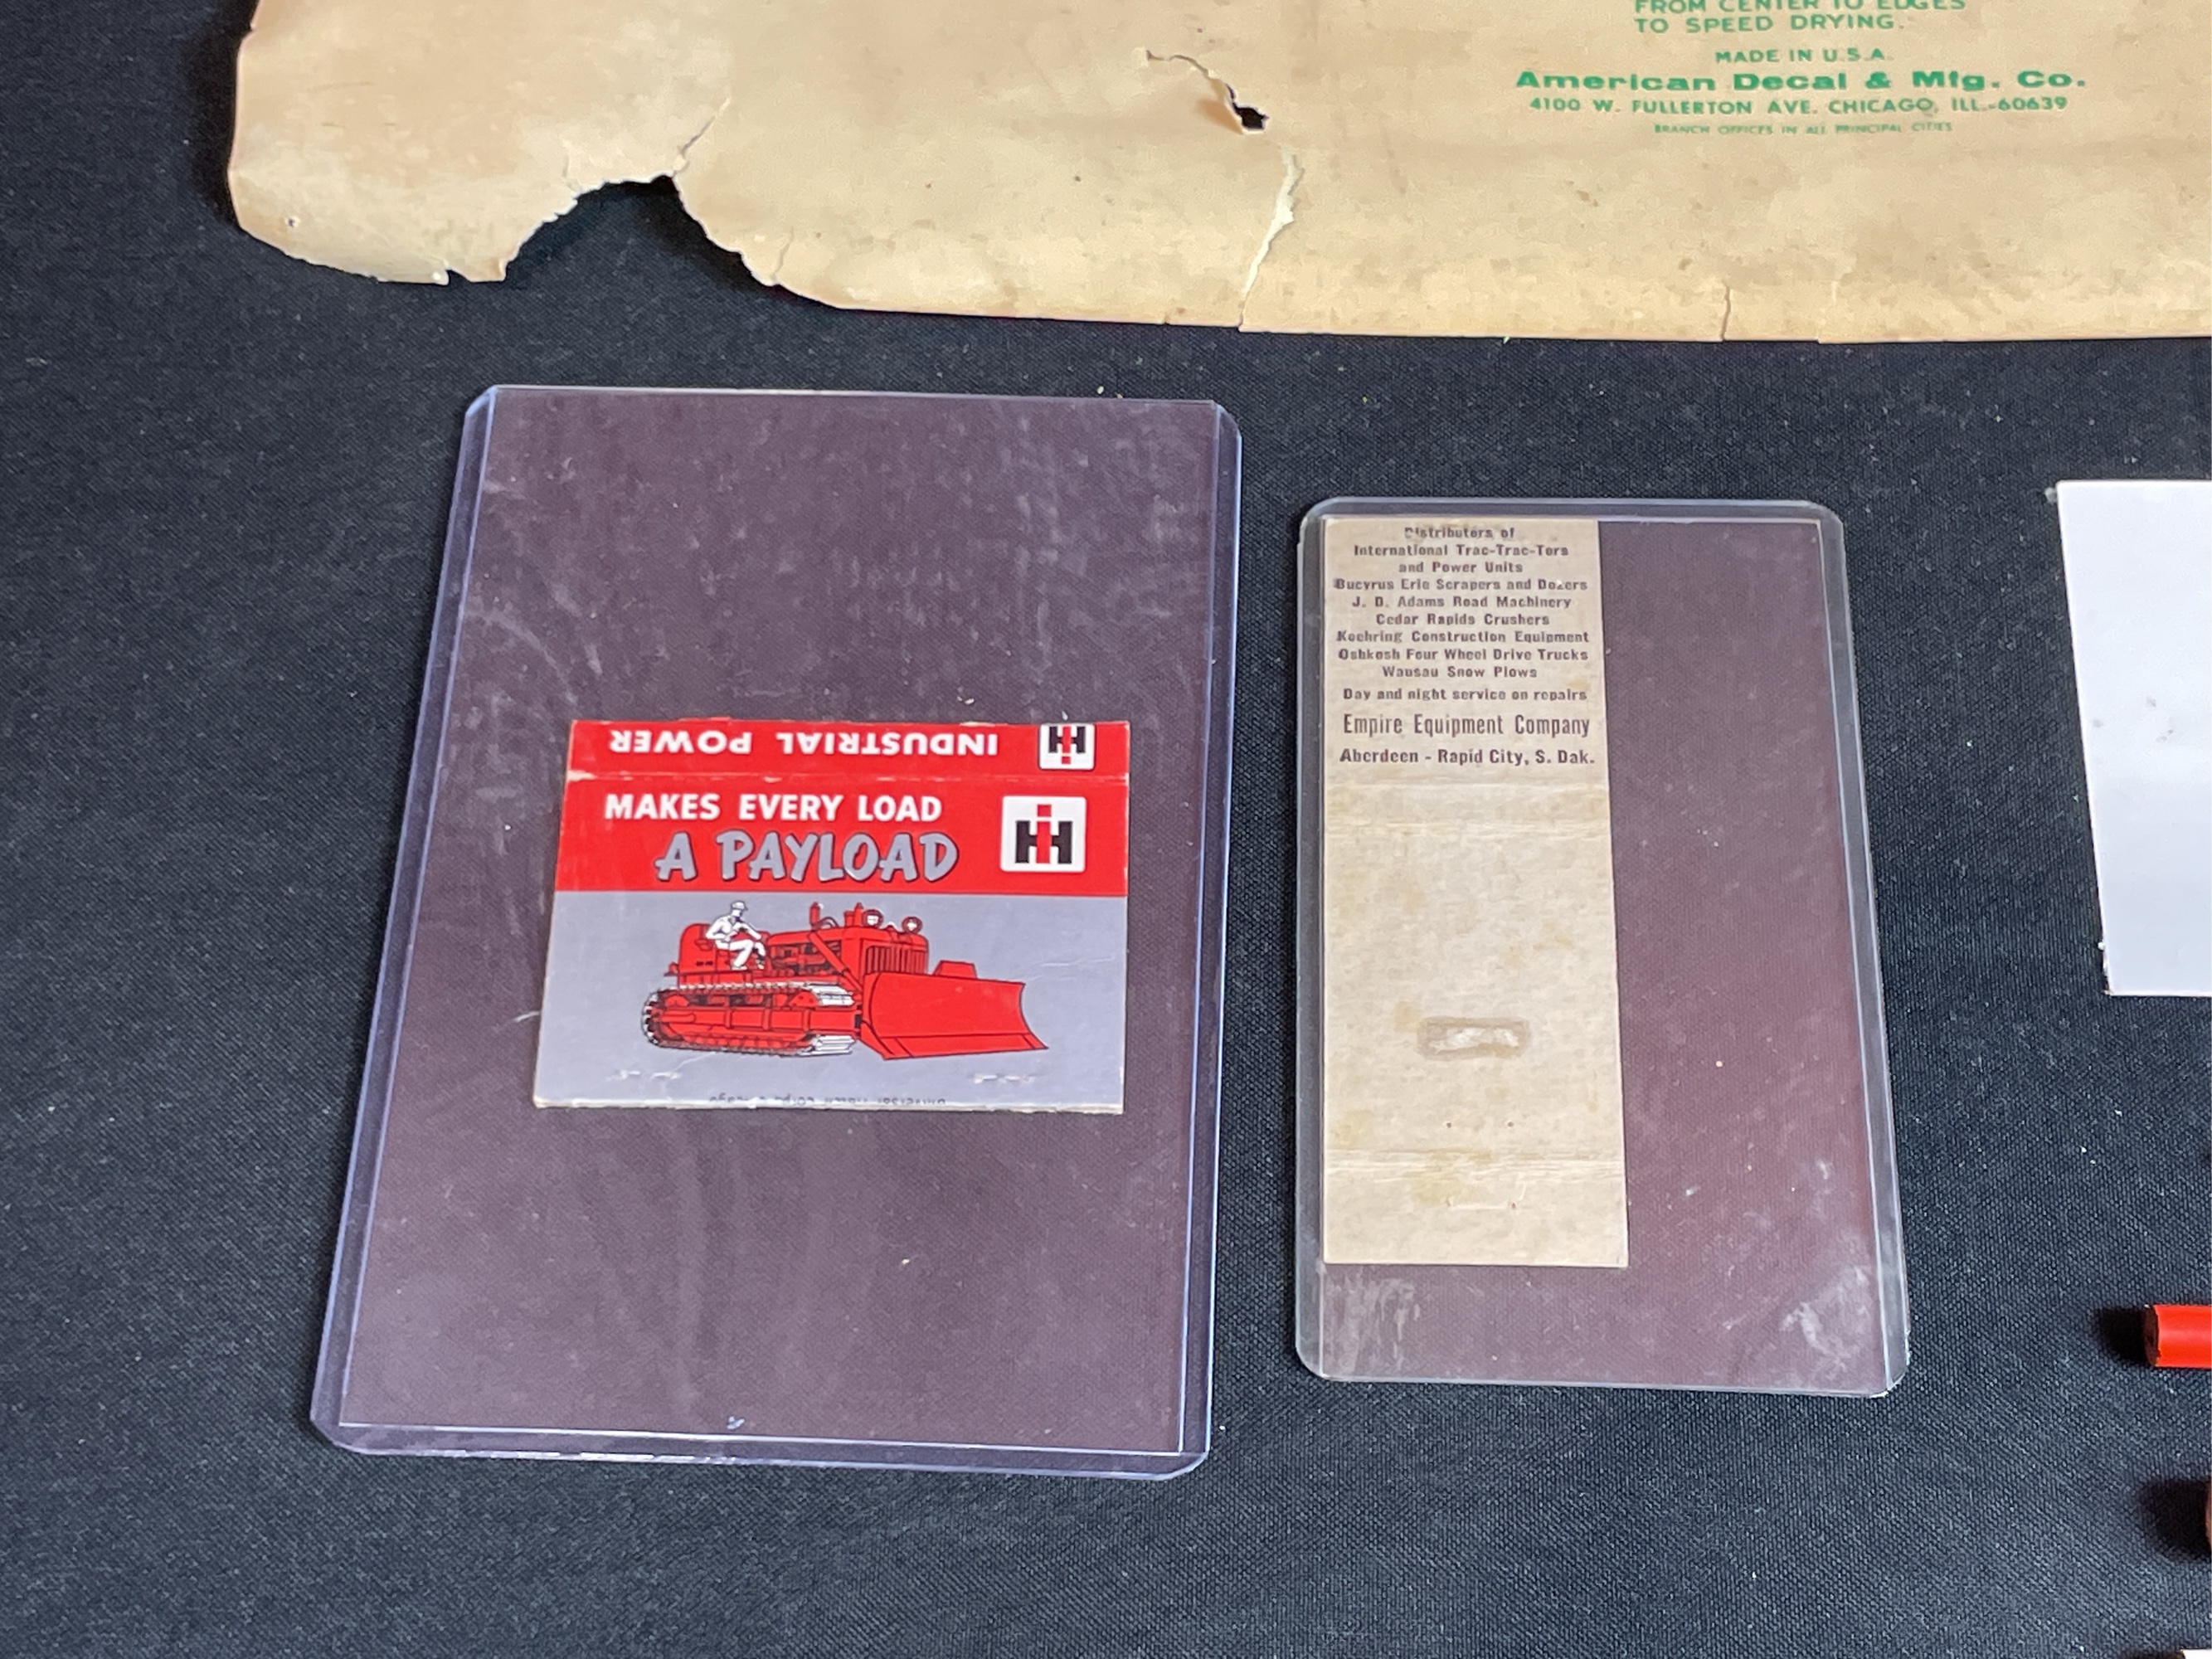 FROM CENTER TO EDGES
TO SPEED DRYING.
MADE IN U.S.A.
American Decal & Mfg. Co.
4100 W. FULLERTON AVE. CHICAGO, ILL.-60639
BRANCH OFFICES IN ALL PRINCIPAL CITIES
INDUSTRIAL POWER
IH
MAKES EVERY LOAD
A PAYLOAD
IH
Distributors of
International Trac-Trac-Tors
and Power Units
Bucyrus Erie Scrapers and Dozers
J. D. Adams Road Machinery
Cedar Rapids Crushers
Koehring Construction Equipment
Oshkosh Four Wheel Drive Trucks
Wausau Snow Plows
Day and night service on repairs
Empire Equipment Company
Aberdeen - Rapid City, S. Dak.